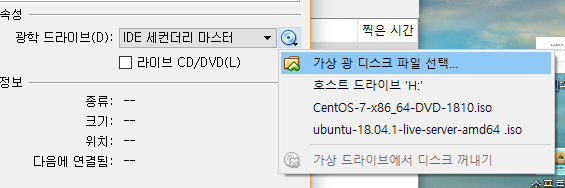 속성
찍은 시간
광학 드라이브(D): IDE 세컨더리 마스터
라이브 CD/DVD(L)
가상 광 디스크 파일 선택...
호스트 드라이브 'H:'
CentOS-7-x86_64-DVD-1810.iso
ubuntu-18.04.1-live-server-amd64 .iso
가상 드라이브에서 디스크 꺼내기
정보
종류: --
크기: --
위치: --
다음에 연결됨: --